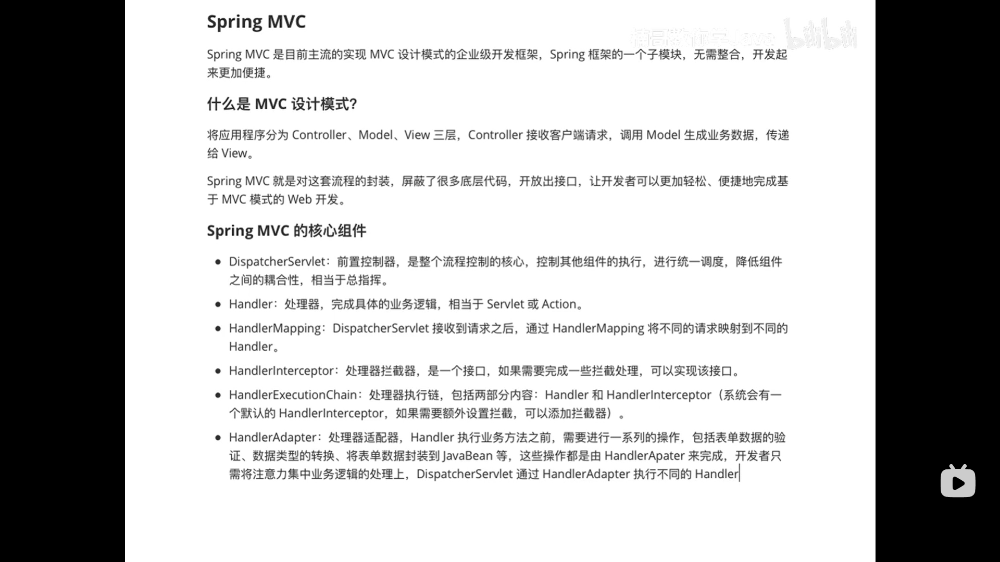 Spring MVC
楠哥教你学Java bilibili
Spring MVC 是目前主流的实现 MVC 设计模式的企业级开发框架，Spring 框架的一个子模块，无需整合，开发起
来更加便捷。
什么是 MVC 设计模式？
将应用程序分为 Controller、Model、View 三层，Controller 接收客户端请求，调用 Model 生成业务数据，传递
给 View。
Spring MVC 就是对这套流程的封装，屏蔽了很多底层代码，开放出接口，让开发者可以更加轻松、便捷地完成基
于 MVC 模式的 Web 开发。
Spring MVC 的核心组件
● DispatcherServlet：前置控制器，是整个流程控制的核心，控制其他组件的执行，进行统一调度，降低组件
之间的耦合性，相当于总指挥。
● Handler：处理器，完成具体的业务逻辑，相当于 Servlet 或 Action。
● HandlerMapping：DispatcherServlet 接收到请求之后，通过 HandlerMapping 将不同的请求映射到不同的
Handler。
● HandlerInterceptor：处理器拦截器，是一个接口，如果需要完成一些拦截处理，可以实现该接口。
● HandlerExecutionChain：处理器执行链，包括两部分内容：Handler 和 HandlerInterceptor（系统会有一
个默认的 HandlerInterceptor，如果需要额外设置拦截，可以添加拦截器）。
● HandlerAdapter：处理器适配器，Handler 执行业务方法之前，需要进行一系列的操作，包括表单数据的验
证、数据类型的转换、将表单数据封装到 JavaBean 等，这些操作都是由 HandlerApater 来完成，开发者只
需将注意力集中业务逻辑的处理上，DispatcherServlet 通过 HandlerAdapter 执行不同的 Handler